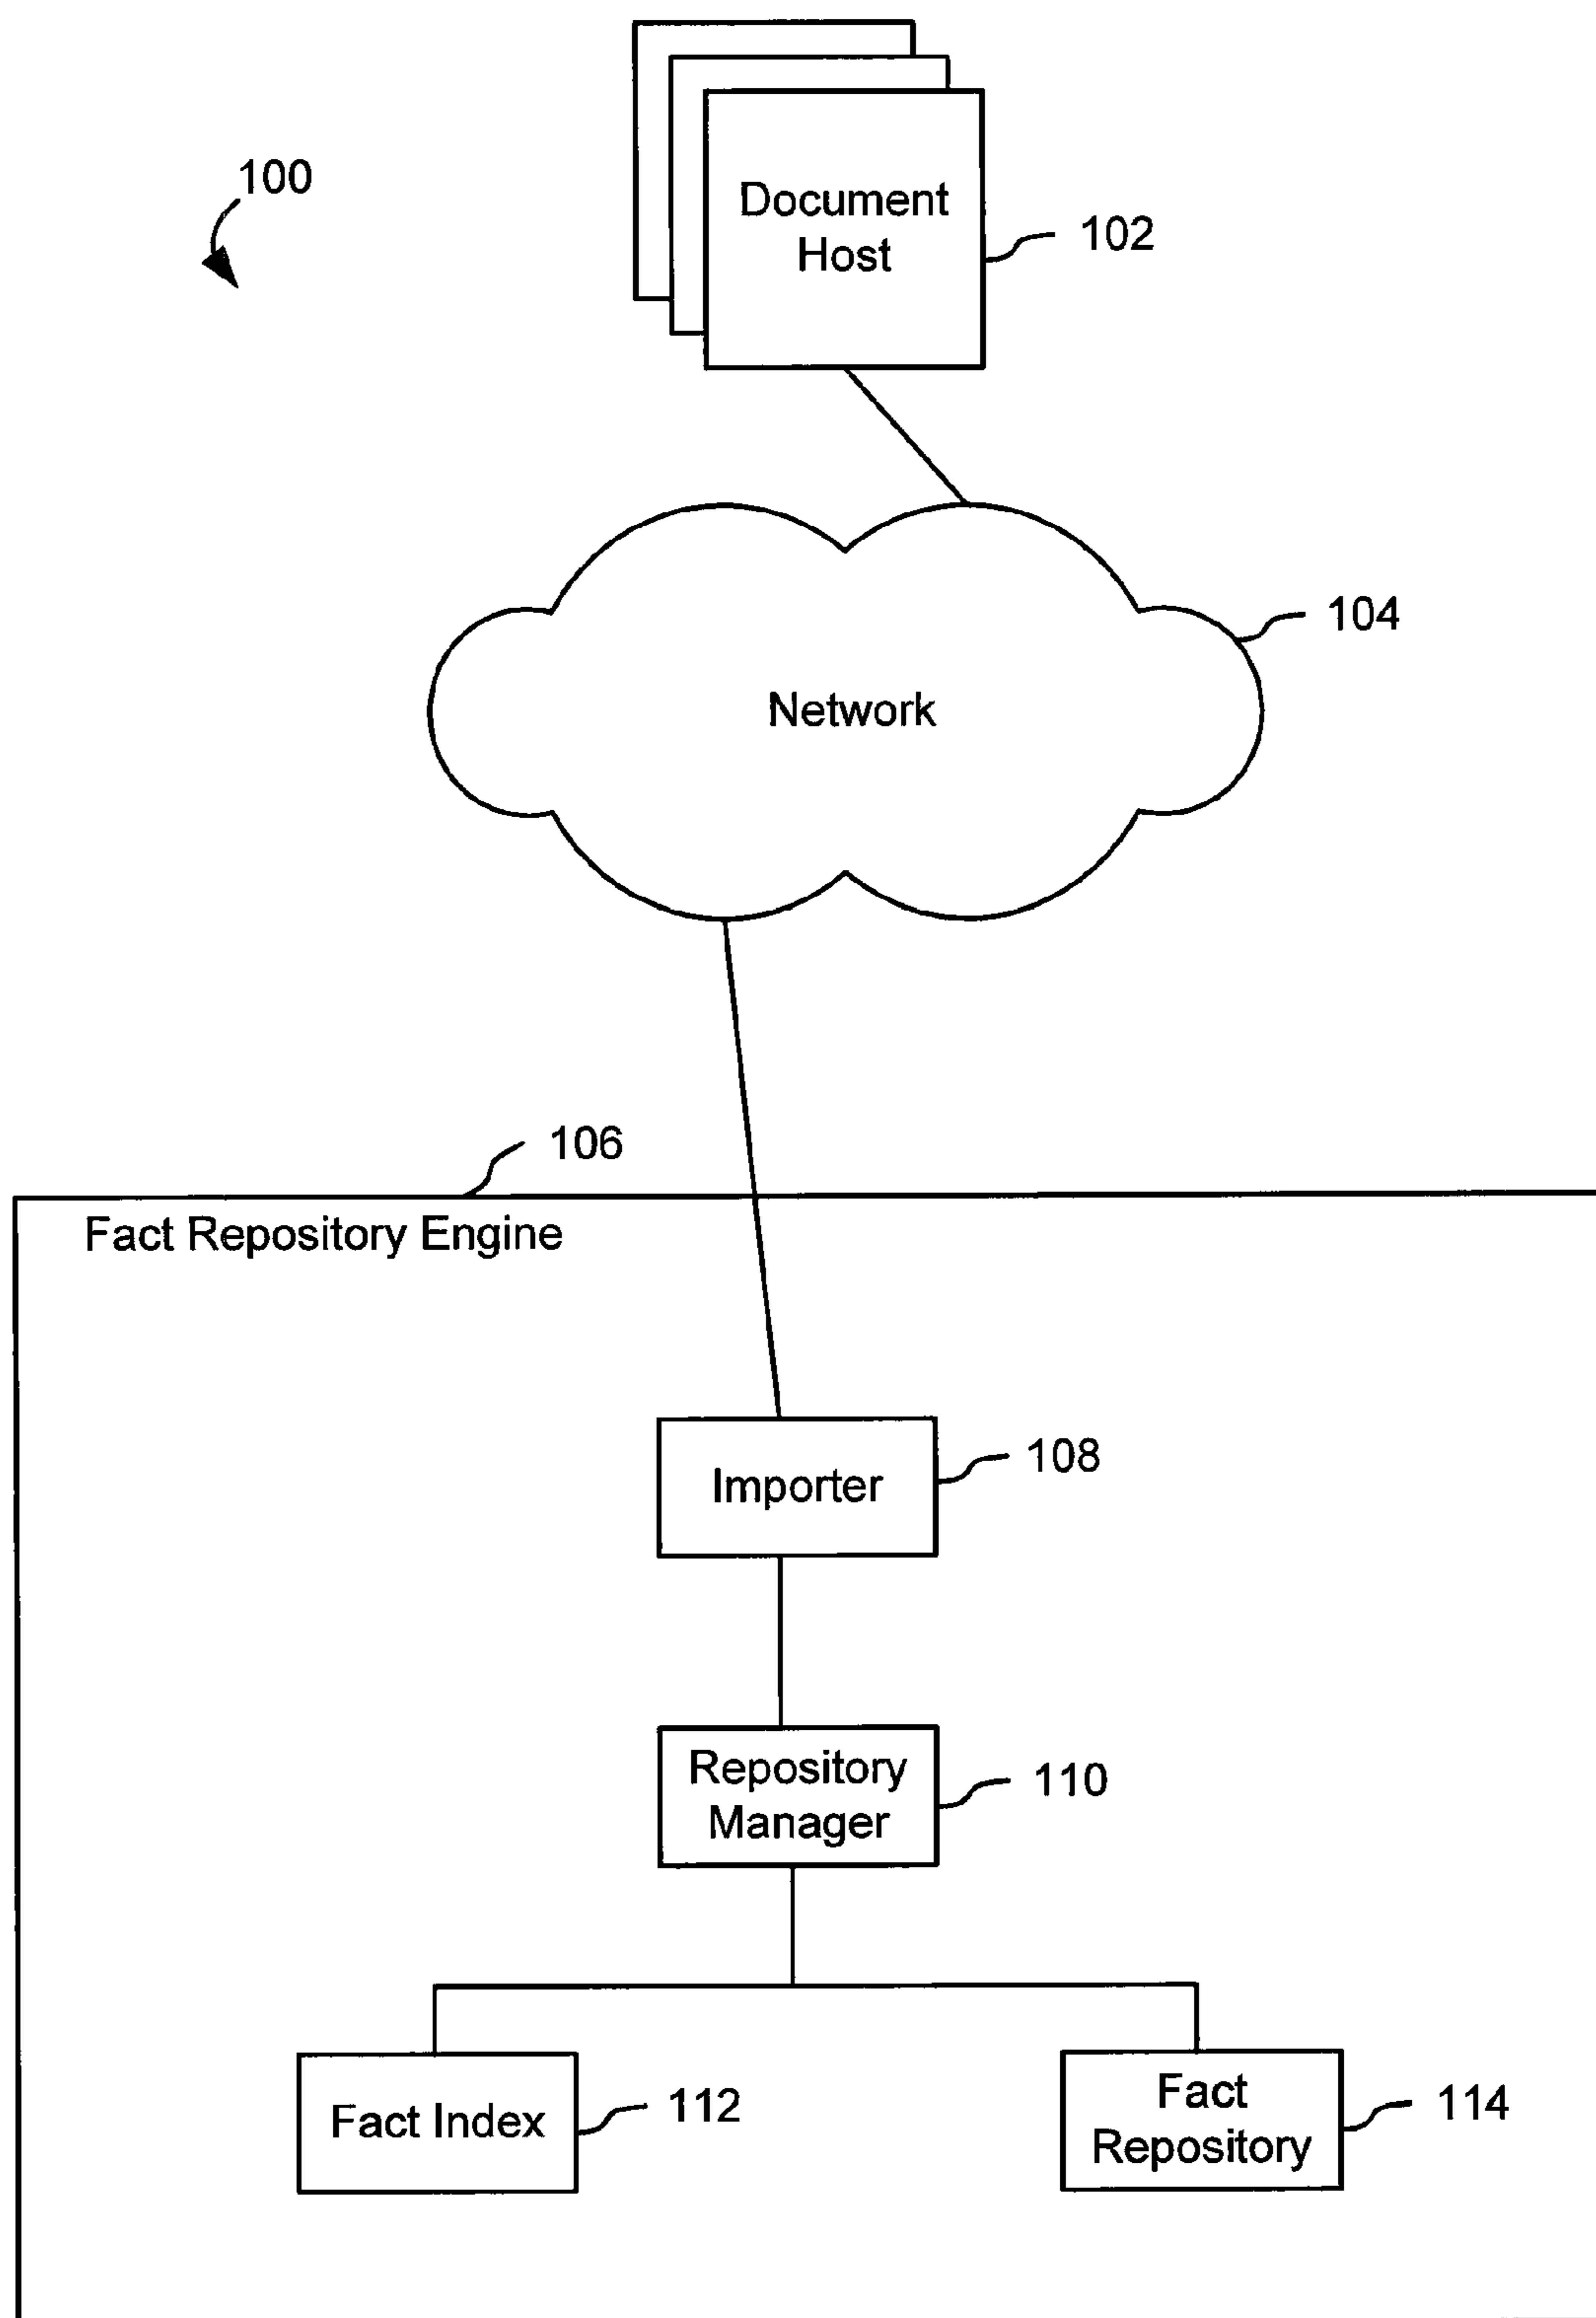 100
Document
Host
102
104
Network
106
Fact Repository Engine
Importer
108
Repository
Manager
110
Fact Index
112
Fact
Repository
114